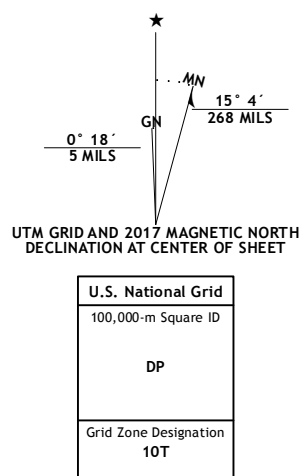 MN
GN
15° 4´
268 MILS
0° 18´
5 MILS
UTM GRID AND 2017 MAGNETIC NORTH
DECLINATION AT CENTER OF SHEET
U.S. National Grid
100,000-m Square ID
DP
Grid Zone Designation
10T